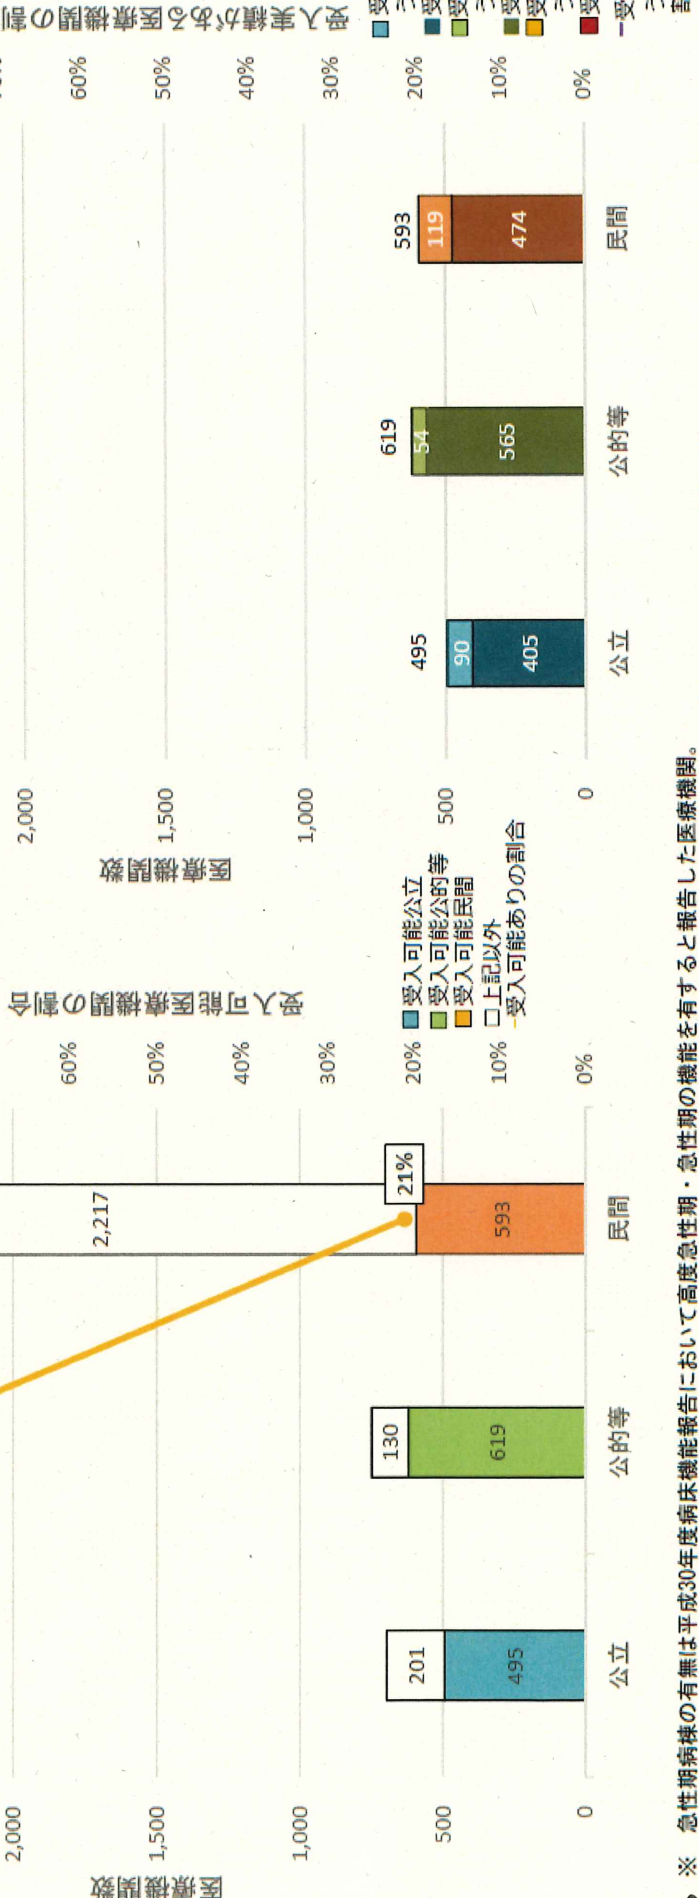 医療機関数
2,000
1,500
1,000
500
0
201
495
公立
130
619
公的等
2,217
21%
593
民間
60%
50%
40%
30%
20%
10%
0%
受入可能医療機関の割合
受入可能公立
受入可能公的等
受入可能民間
上記以外
受入可能ありの割合
医療機関数
2,000
1,500
1,000
500
0
495
90
405
公立
619
54
565
公的等
593
119
474
民間
60%
50%
40%
30%
20%
10%
0%
受入実績がある医療機関の割
受
受
受
受
受
受
受
※ 急性期病棟の有無は平成30年度病床機能報告において高度急性期・急性期の機能を有すると報告した医療機関。